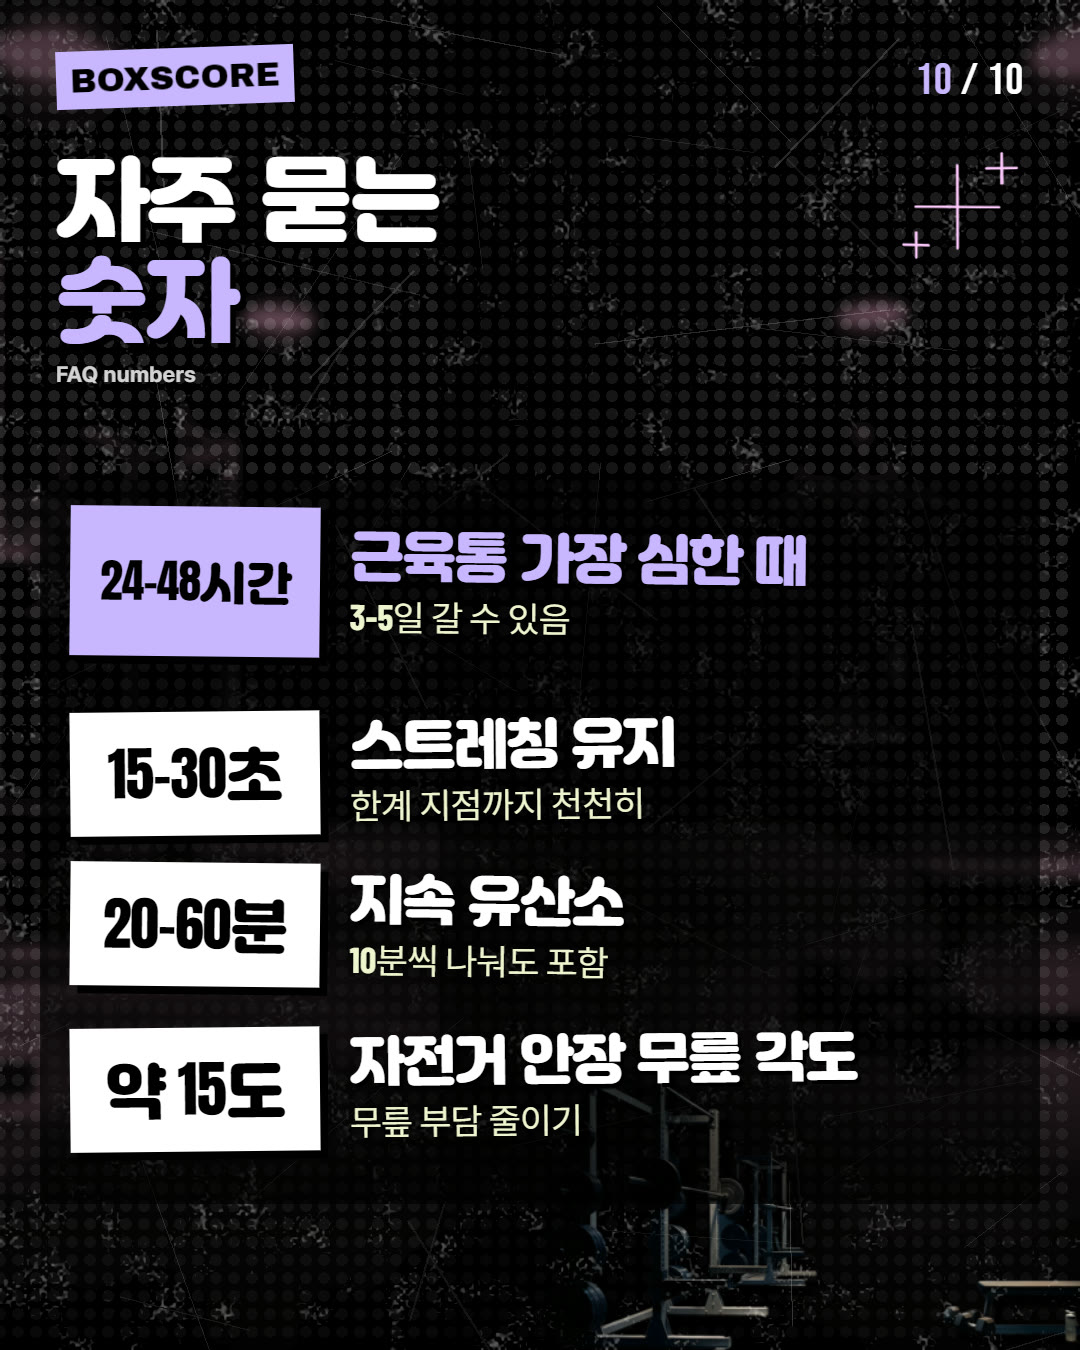 BOXSCORE
10 / 10
자주 묻는
숫자
FAQ numbers
24-48시간
근육통 가장 심한 때
3-5일 갈 수 있음
15-30초
스트레칭 유지
한계 지점까지 천천히
20-60분
지속 유산소
10분씩 나눠도 포함
약 15도
자전거 안장 무릎 각도
무릎 부담 줄이기